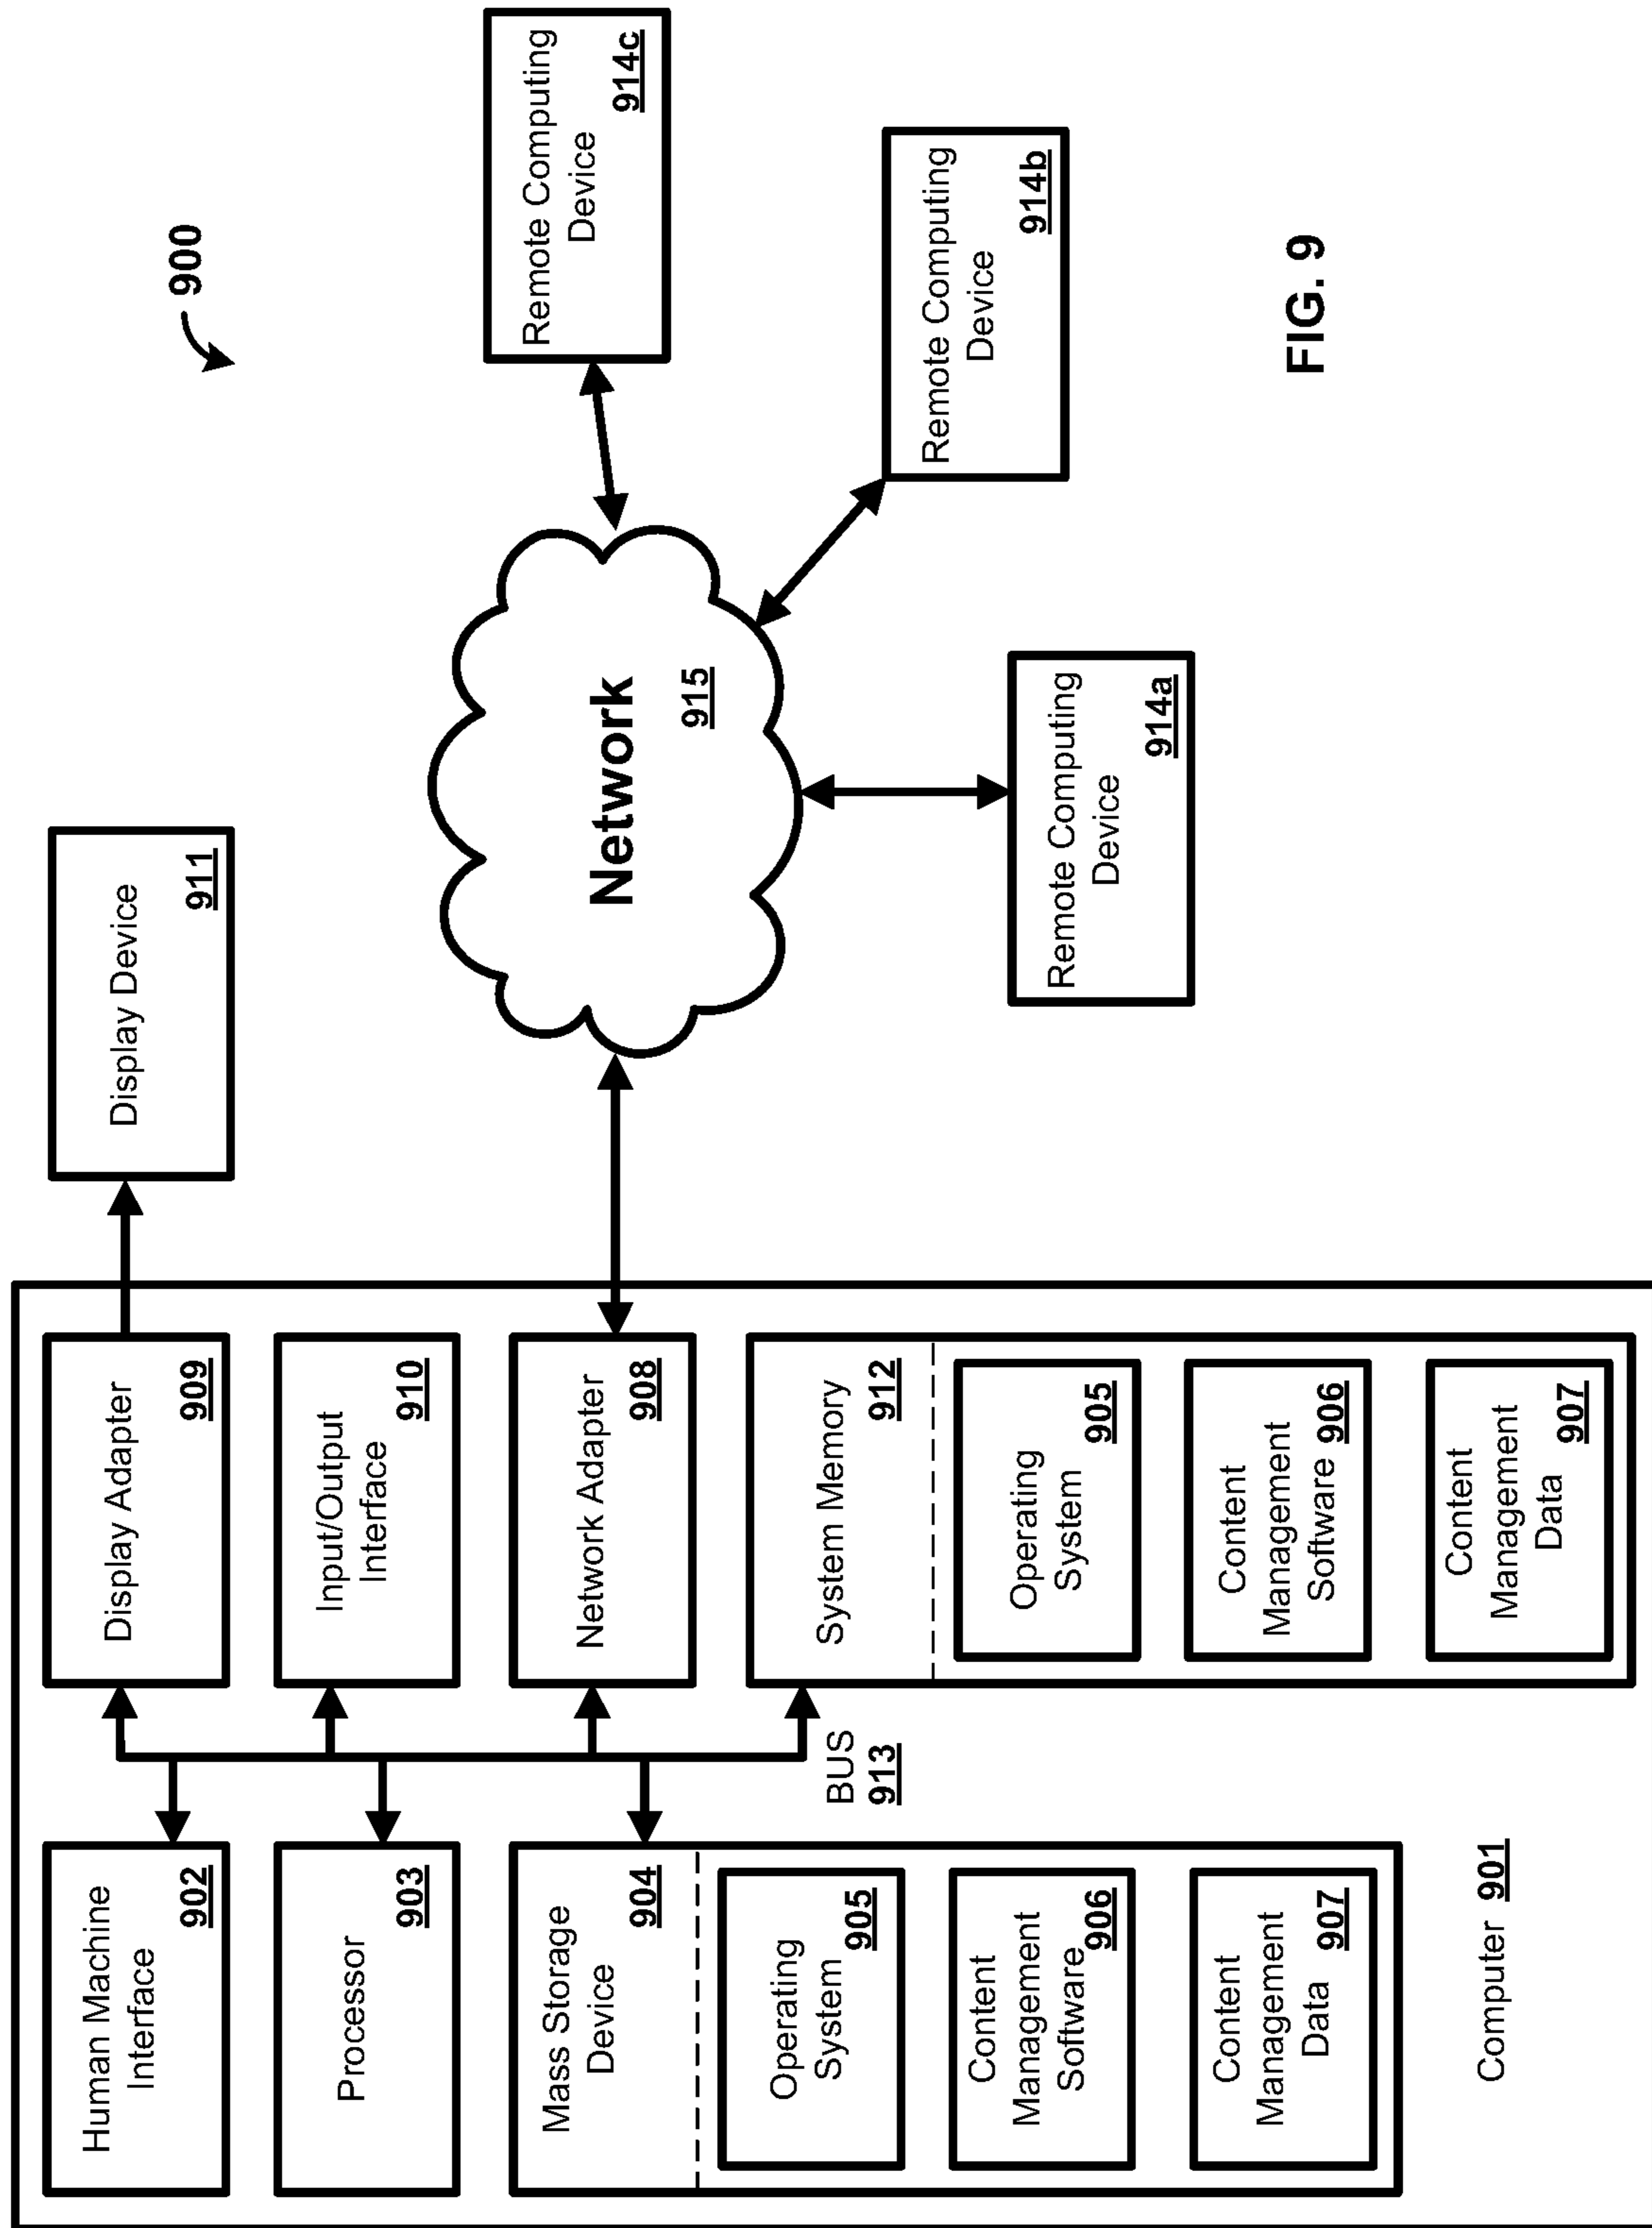 900
Human Machine
Interface
902
Processor
903
Mass Storage
Device
904
Operating
System
905
Content
Management
Software
906
Content
Management
Data
907
Computer 901
BUS
913
Display Adapter
909
Input/Output
Interface
910
Network Adapter
908
System Memory
912
Operating
System
905
Content
Management
Software 906
Content
Management
Data
907
Display Device
911
Network
915
Remote Computing
Device
914a
Remote Computing
Device
914b
Remote Computing
Device
914c
FIG. 9